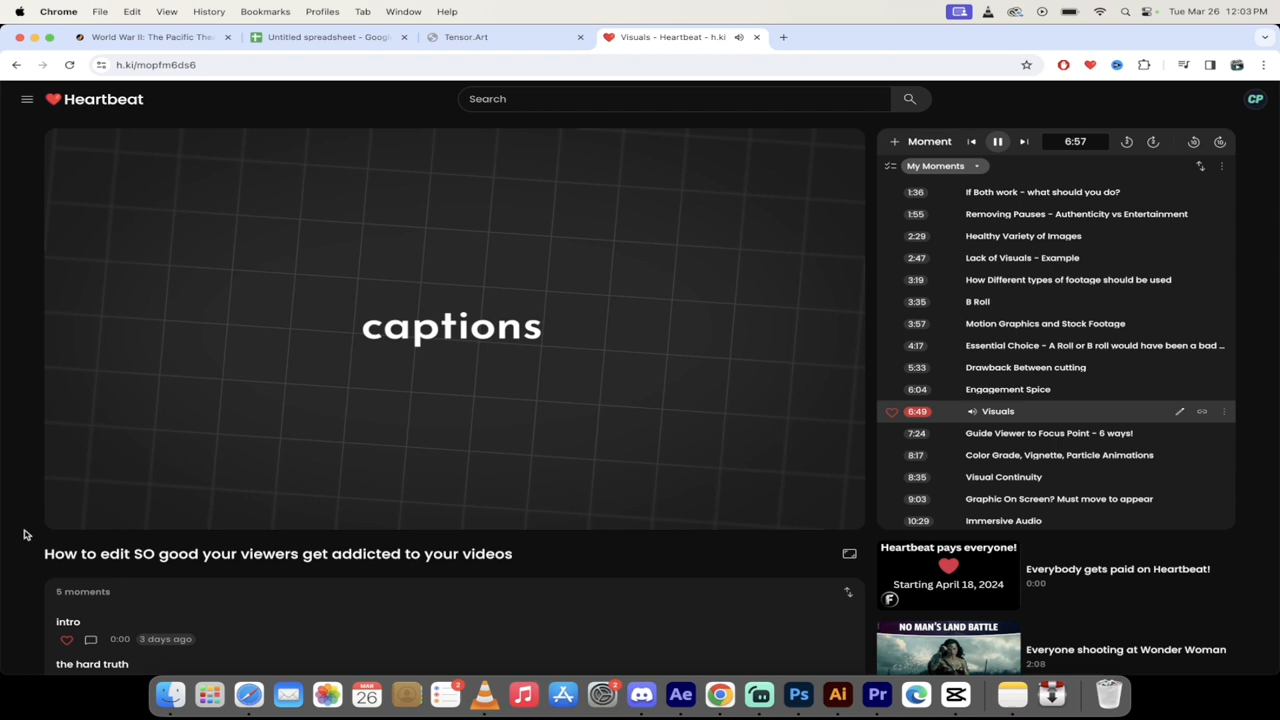 Chrome File Edit View History Bookmarks Profiles Tab Window Help
Tue Mar 26 12:03 PM
World War II: The Pacific The
Untitled spreadsheet - Googl
Tensor.Art
Visuals - Heartbeat - h.ki
h.ki/mopfm6ds6
Heartbeat
Search
CP
captions
Moment
6:57
My Moments
1:36 If Both work - what should you do?
1:55 Removing Pauses - Authenticity vs Entertainment
2:29 Healthy Variety of Images
2:47 Lack of Visuals - Example
3:19 How Different types of footage should be used
3:35 B Roll
3:57 Motion Graphics and Stock Footage
4:17 Essential Choice - A Roll or B roll would have been a bad ...
5:33 Drawback Between cutting
6:04 Engagement Spice
6:49 Visuals
7:24 Guide Viewer to Focus Point - 6 ways!
8:17 Color Grade, Vignette, Particle Animations
8:35 Visual Continuity
9:03 Graphic On Screen? Must move to appear
10:29 Immersive Audio
How to edit SO good your viewers get addicted to your videos
5 moments
intro
0:00 3 days ago
the hard truth
Heartbeat pays everyone!
Starting April 18, 2024
F
Everybody gets paid on Heartbeat!
0:00
NO MAN'S LAND BATTLE
Everyone shooting at Wonder Woman
2:08
MAR
26
2
2
Ae
Ps
Ai
Pr